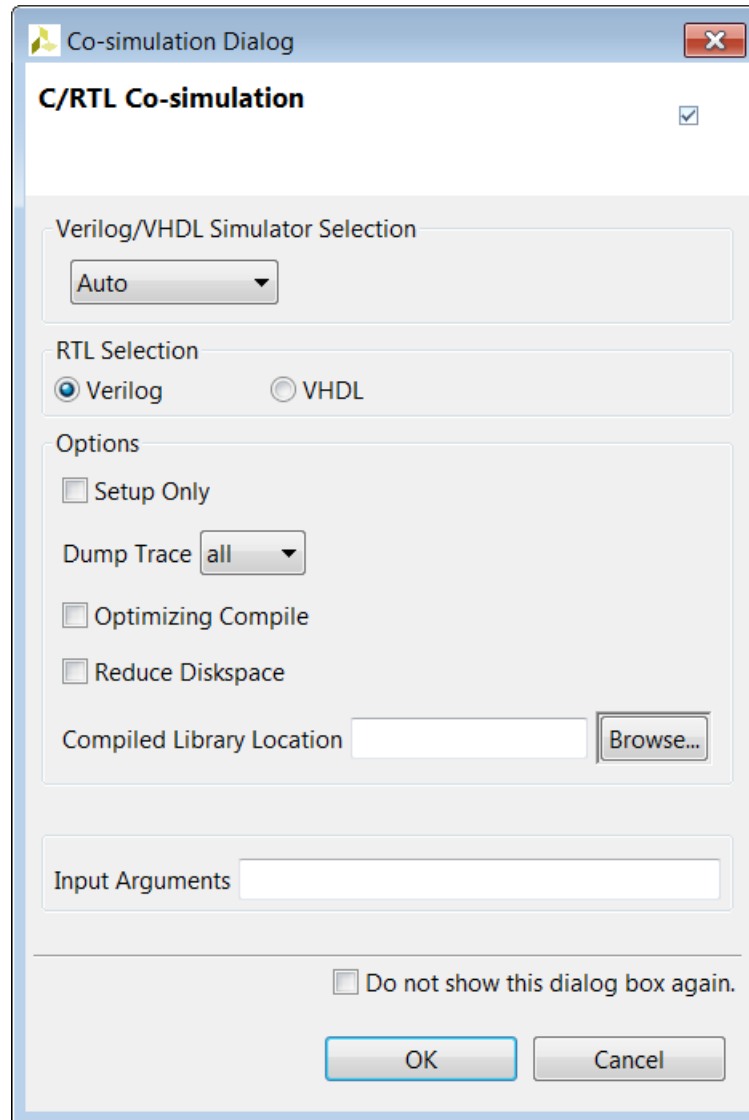 Co-simulation Dialog
C/RTL Co-simulation
Verilog/VHDL Simulator Selection
Auto
RTL Selection
Verilog VHDL
Options
Setup Only
Dump Trace all
Optimizing Compile
Reduce Diskspace
Compiled Library Location Browse...
Input Arguments
Do not show this dialog box again.
OK Cancel